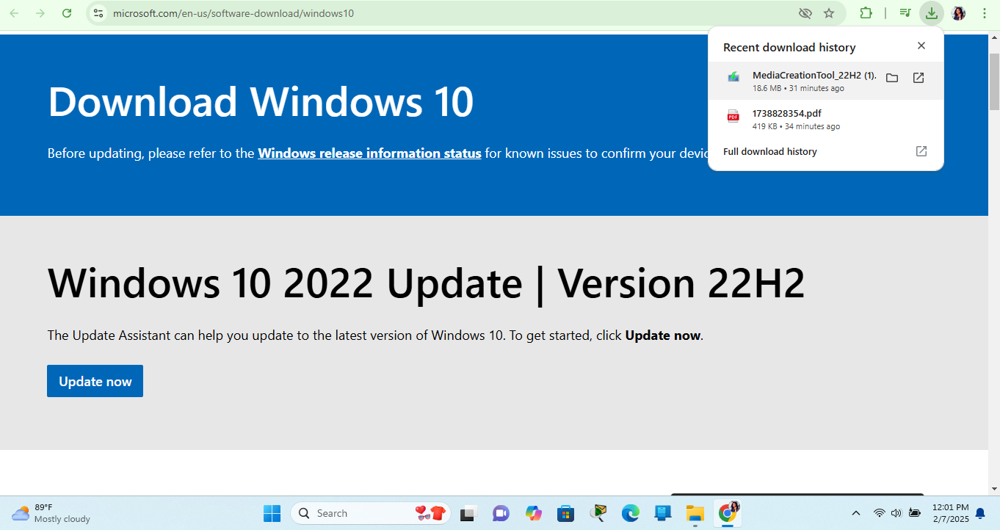 microsoft.com/en-us/software-download/windows10
Recent download history
MediaCreationTool_22H2 (1).
18.6 MB • 31 minutes ago
1738828354.pdf
419 KB • 34 minutes ago
Full download history
Download Windows 10
Before updating, please refer to the Windows release information status for known issues to confirm your devic
Windows 10 2022 Update | Version 22H2
The Update Assistant can help you update to the latest version of Windows 10. To get started, click Update now.
Update now
89°F
Mostly cloudy
Search
12:01 PM
2/7/2025